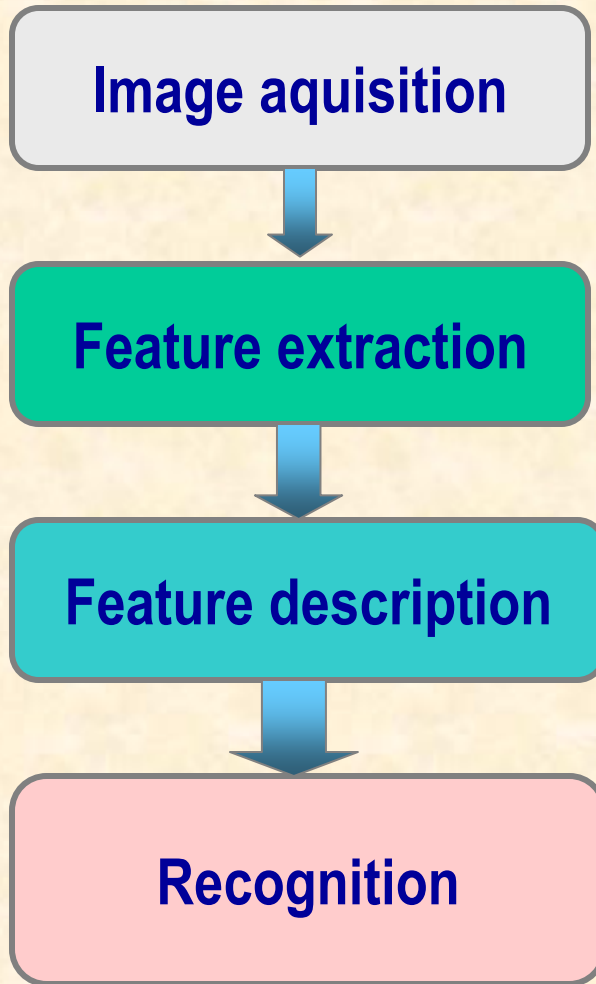 Image aquisition
Feature extraction
Feature description
Recognition